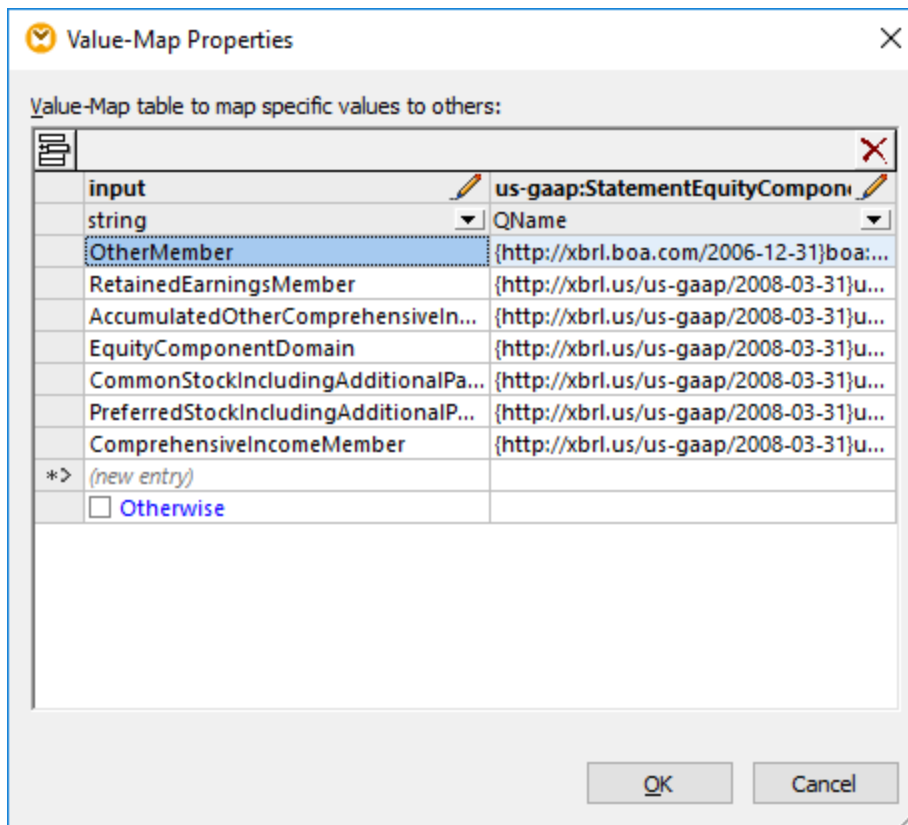 Value-Map Properties
Value-Map table to map specific values to others:
input us-gaap:StatementEquityCompon
string QName
OtherMember {http://xbrl.boa.com/2006-12-31}boa:...
RetainedEarningsMember {http://xbrl.us/us-gaap/2008-03-31}u...
AccumulatedOtherComprehensiveIn... {http://xbrl.us/us-gaap/2008-03-31}u...
EquityComponentDomain {http://xbrl.us/us-gaap/2008-03-31}u...
CommonStockIncludingAdditionalPa... {http://xbrl.us/us-gaap/2008-03-31}u...
PreferredStockIncludingAdditionalP... {http://xbrl.us/us-gaap/2008-03-31}u...
ComprehensiveIncomeMember {http://xbrl.us/us-gaap/2008-03-31}u...
(new entry)
Otherwise
OK Cancel